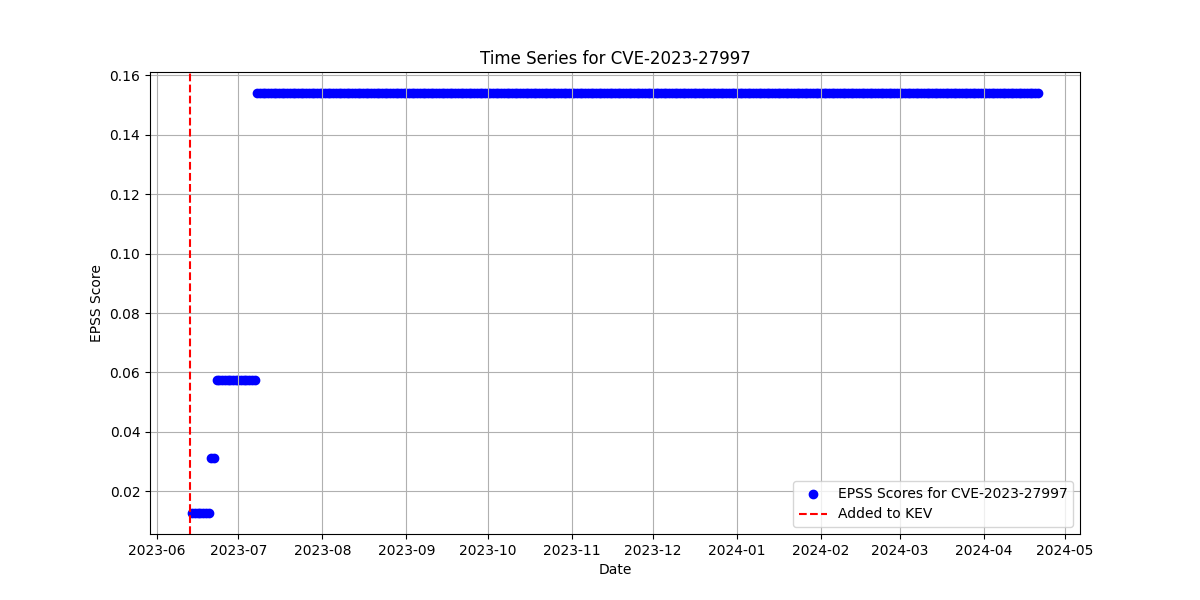 Time Series for CVE-2023-27997
0.16
0.14
0.12
0.10
0.08
0.06
0.04
0.02
EPSS Score
2023-06 2023-07 2023-08 2023-09 2023-10 2023-11 2023-12 2024-01 2024-02 2024-03 2024-04 2024-05
Date
EPSS Scores for CVE-2023-27997
Added to KEV